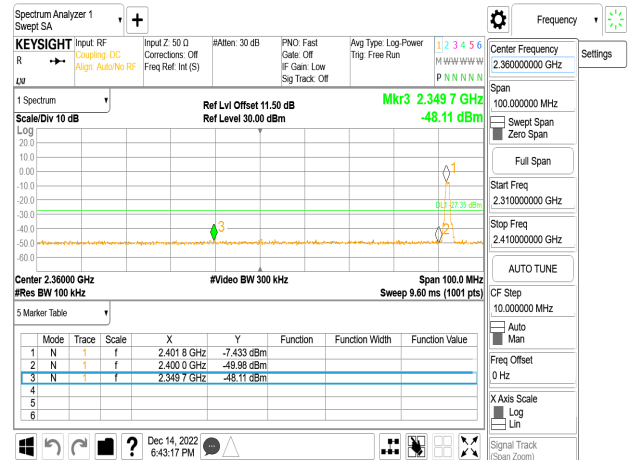 Spectrum Analyzer 1
Swept SA
Frequency
KEYSIGHT
R
Input: RF
Coupling: DC
Align: Auto/No RF
Input Z: 50 Ω
Corrections: Off
Freq Ref: Int (S)
#Atten: 30 dB
PNO: Fast
Gate: Off
IF Gain: Low
Sig Track: Off
Avg Type: Log-Power
Trig: Free Run
1 2 3 4 5 6
M W W W W W
P N N N N N
Center Frequency
2.360000000 GHz
Settings
1 Spectrum
Scale/Div 10 dB
Ref Lvl Offset 11.50 dB
Ref Level 30.00 dBm
Mkr3 2.349 7 GHz
-48.11 dBm
Span
100.000000 MHz
Swept Span
Zero Span
Full Span
Start Freq
2.310000000 GHz
Stop Freq
2.410000000 GHz
AUTO TUNE
CF Step
10.000000 MHz
Auto
Man
Freq Offset
0 Hz
X Axis Scale
Log
Lin
Signal Track
(Span Zoom)
Log
20.0
10.0
0.00
-10.0
-20.0
-30.0
-40.0
-50.0
-60.0
1
DL1 -27.39 dBm
2
3
Center 2.36000 GHz
#Video BW 300 kHz
Span 100.0 MHz
#Res BW 100 kHz
Sweep 9.60 ms (1001 pts)
5 Marker Table
Mode Trace Scale X Y Function Function Width Function Value
1 N 1 f 2.401 8 GHz -7.433 dBm
2 N 1 f 2.400 0 GHz -49.98 dBm
3 N 1 f 2.349 7 GHz -48.11 dBm
4
5
6
?
Dec 14, 2022
6:43:17 PM